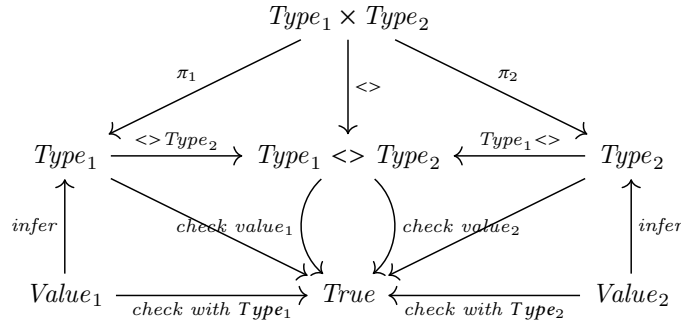 Type₁ × Type₂
π₁ <> π₂
Type₁ <> Type₂ Type₁ <> Type₂ Type₁ <> Type₂
infer check value₁ check value₂ infer
Value₁ check with Type₁ True check with Type₂ Value₂